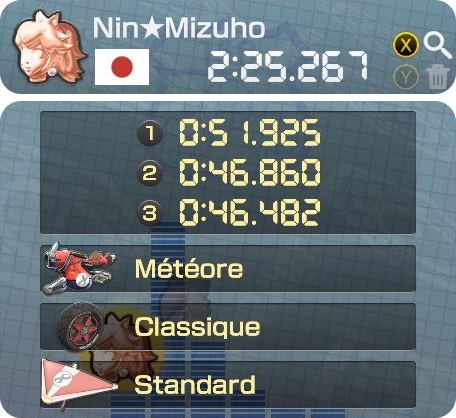 Nin★Mizuho
2:25.267
X
Y
1 0:51.925
2 0:46.860
3 0:46.482
Météore
Classique
Standard